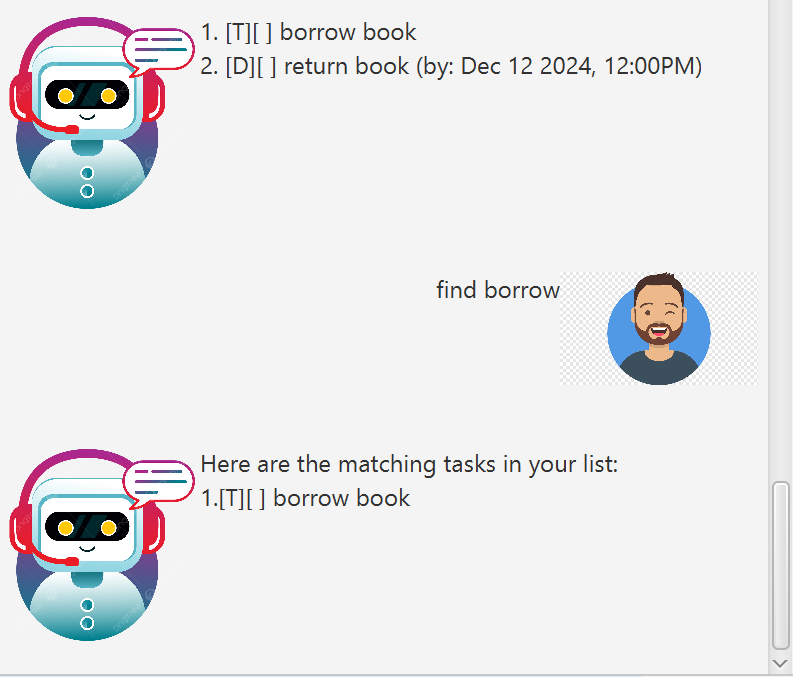 1. [T][ ] borrow book
2. [D][ ] return book (by: Dec 12 2024, 12:00PM)
find borrow
Here are the matching tasks in your list:
1.[T][ ] borrow book